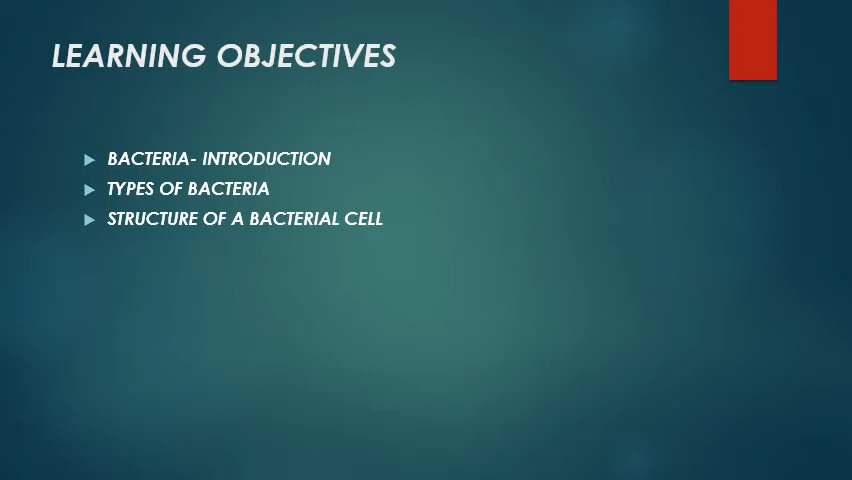 LEARNING OBJECTIVES
BACTERIA- INTRODUCTION
TYPES OF BACTERIA
STRUCTURE OF A BACTERIAL CELL